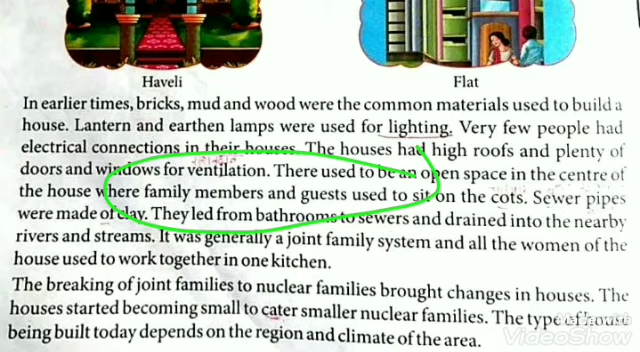 Haveli
Flat
In earlier times, bricks, mud and wood were the common materials used to build a
house. Lantern and earthen lamps were used for lighting. Very few people had
electrical connections in their houses. The houses had high roofs and plenty of
doors and windows for ventilation. There used to be an open space in the centre of
the house where family members and guests used to sit on the cots. Sewer pipes
were made of clay. They led from bathrooms to sewers and drained into the nearby
rivers and streams. It was generally a joint family system and all the women of the
house used to work together in one kitchen.
The breaking of joint families to nuclear families brought changes in houses. The
houses started becoming small to cater smaller nuclear families. The type of house
being built today depends on the region and climate of the area.
VideoShow